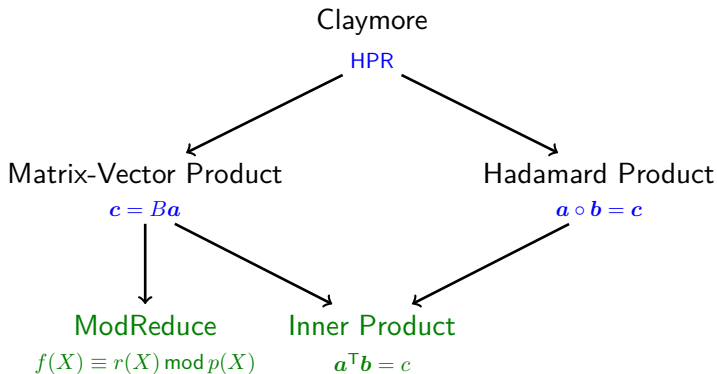 Claymore
HPR
Matrix-Vector Product Hadamard Product
c = Ba a ∘ b = c
ModReduce Inner Product
f(X) ≡ r(X) mod p(X) aᵀb = c